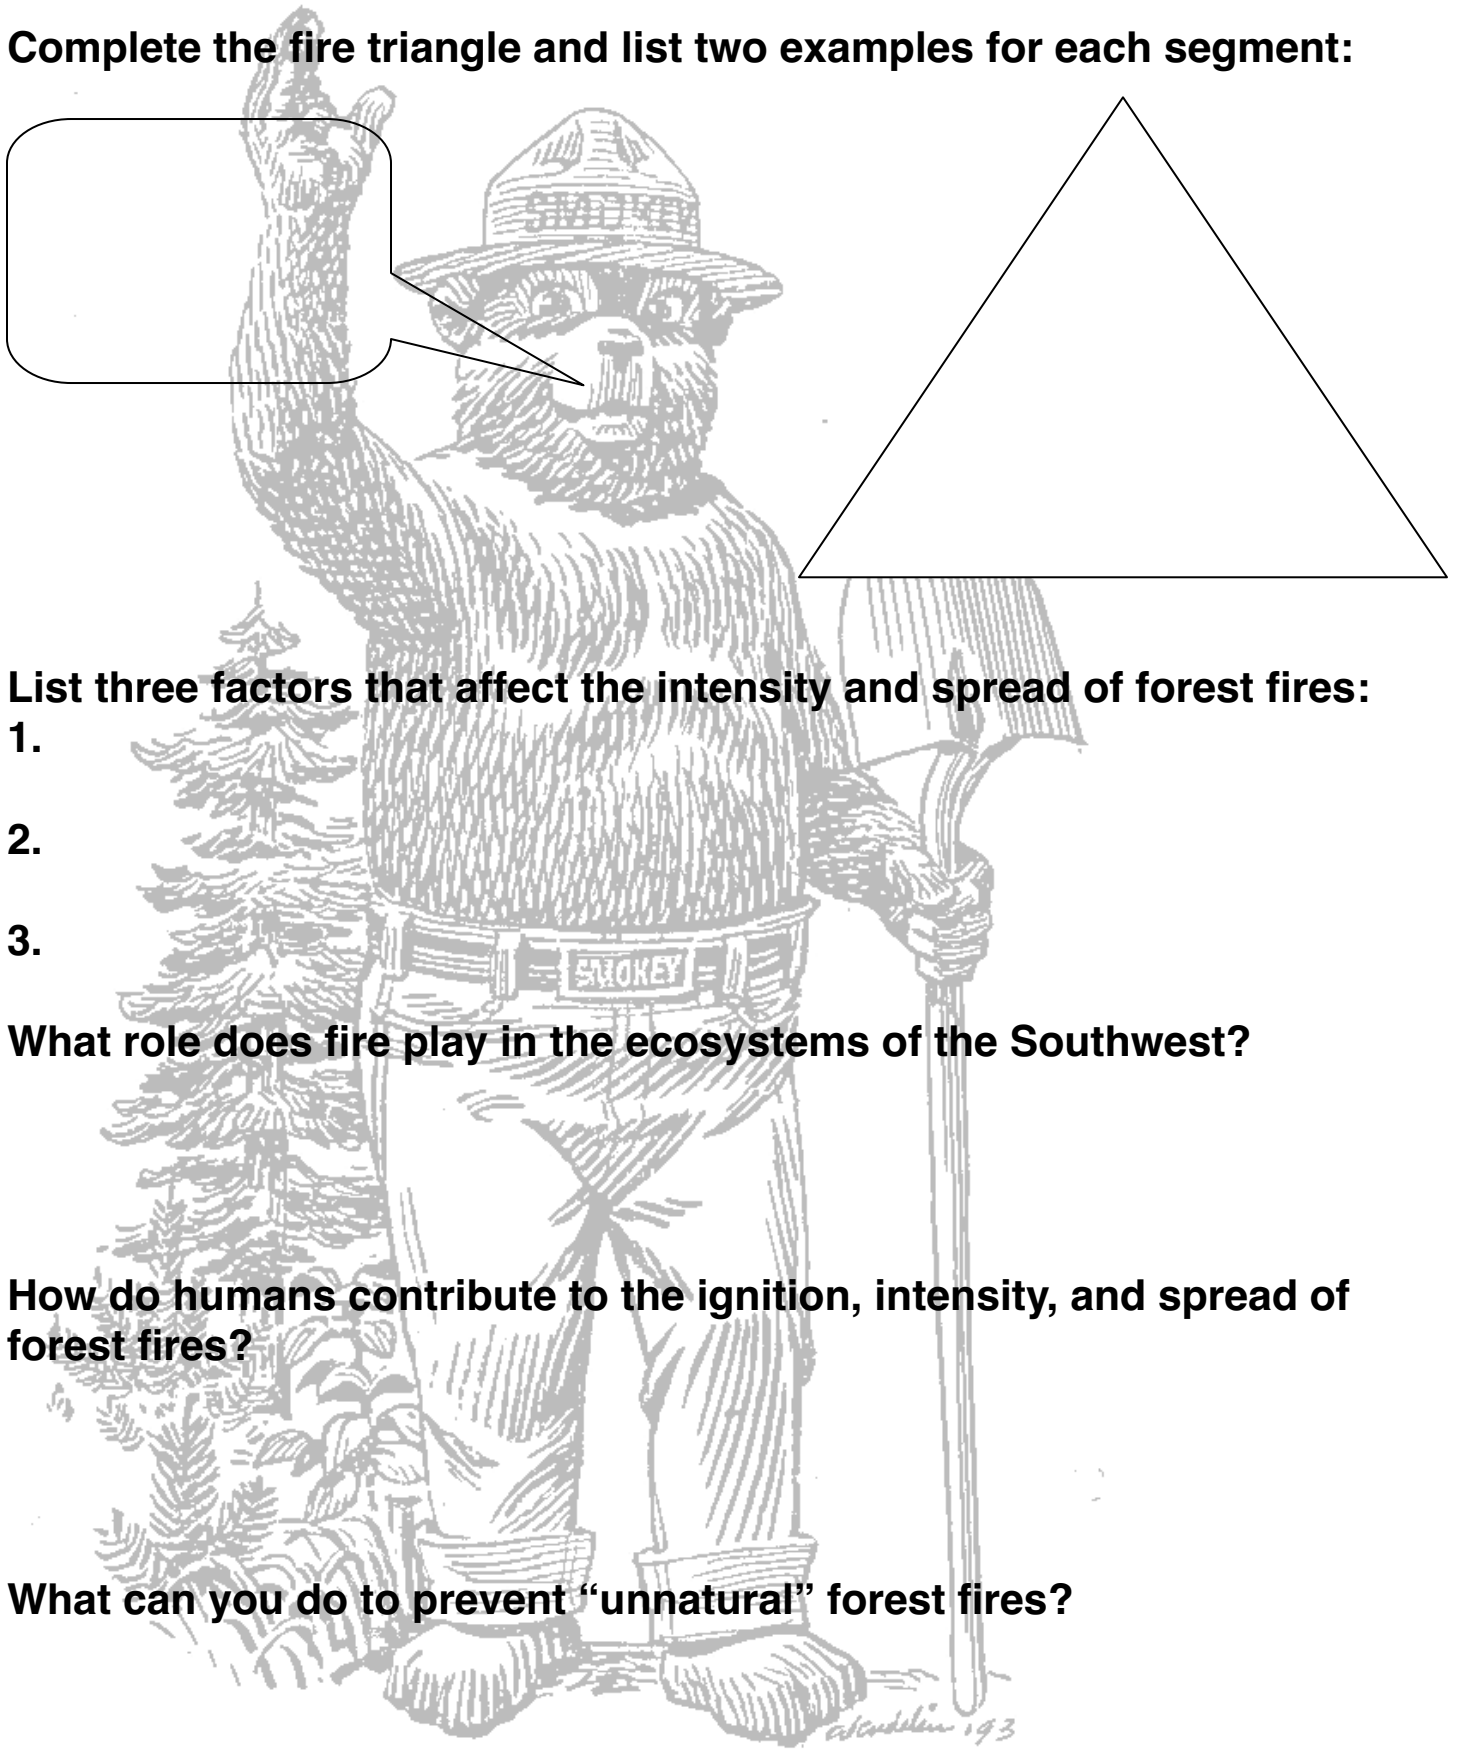 Complete the fire triangle and list two examples for each segment:
SMOKEY
List three factors that affect the intensity and spread of forest fires:
1.
2.
3.
SMOKEY
What role does fire play in the ecosystems of the Southwest?
How do humans contribute to the ignition, intensity, and spread of
forest fires?
What can you do to prevent “unnatural” forest fires?